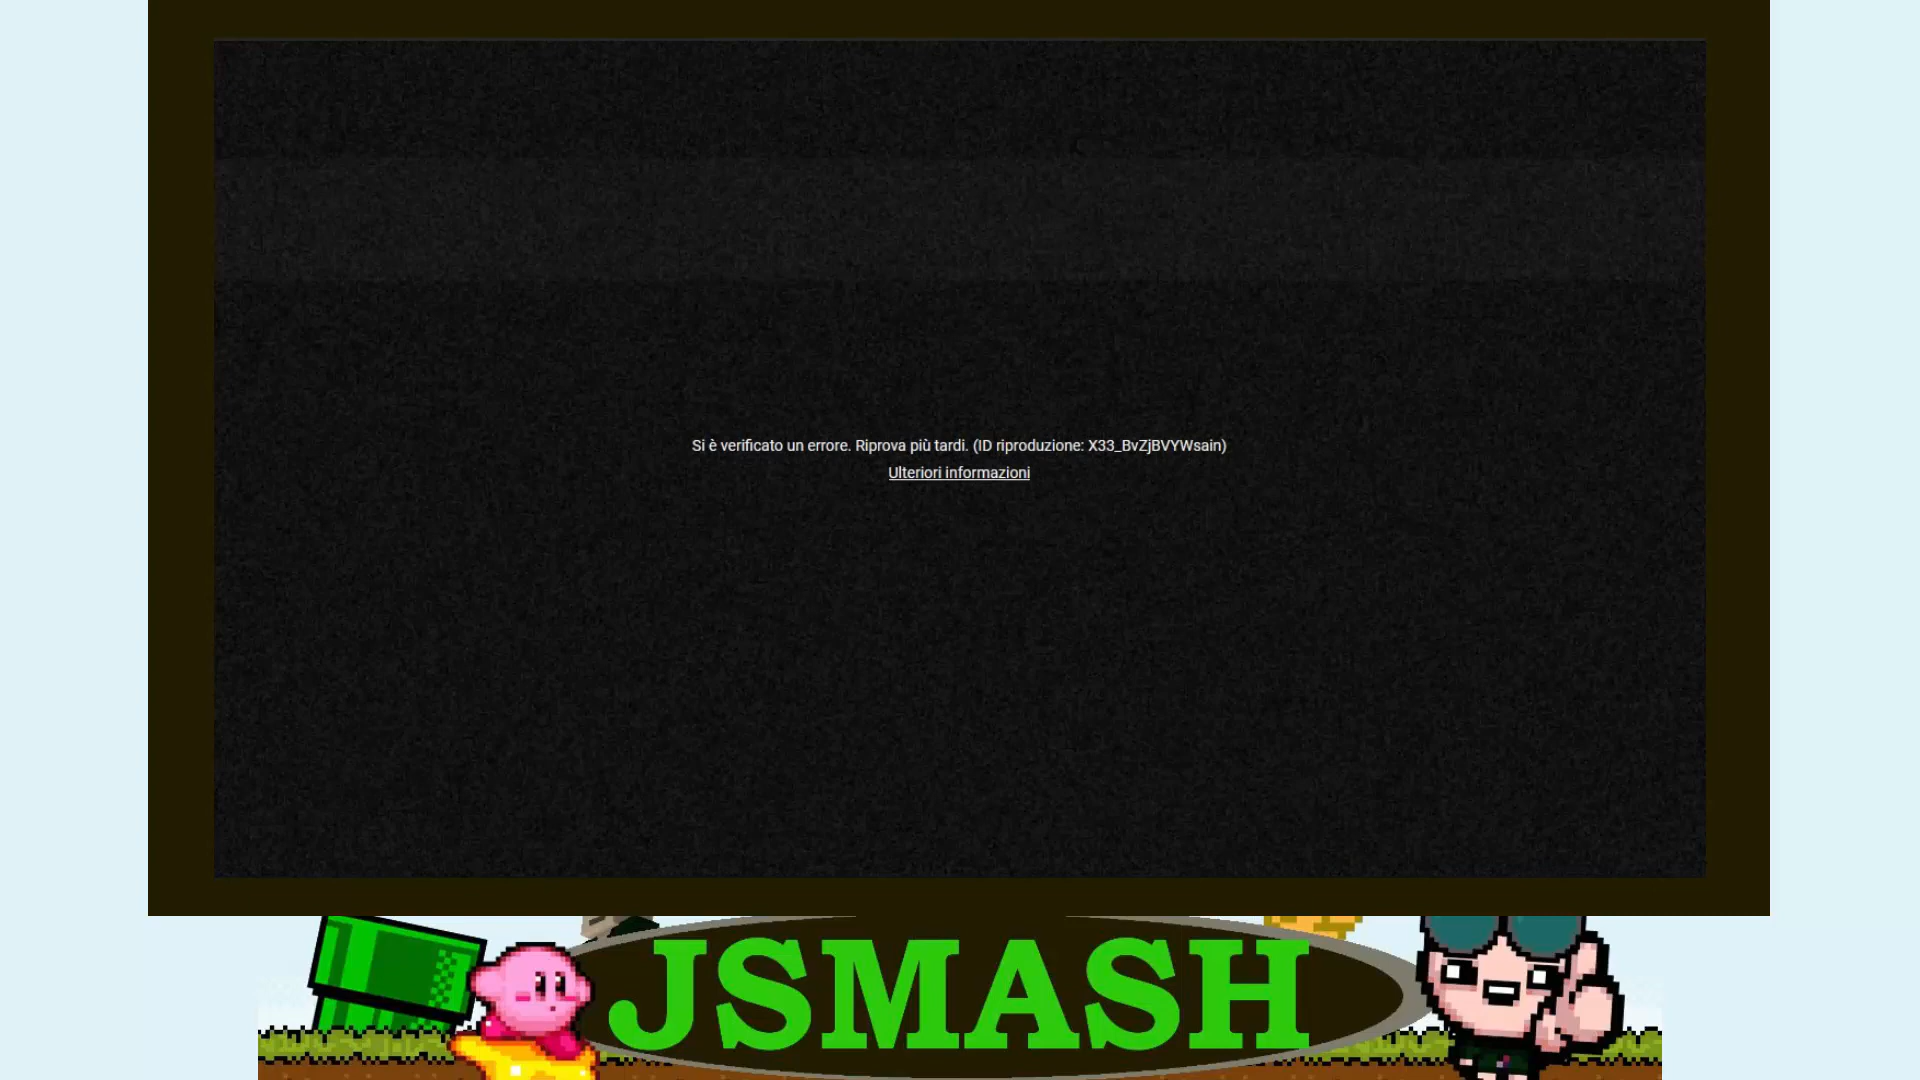 Si è verificato un errore. Riprova più tardi. (ID riproduzione: X33_BvZjBVYWsain)
Ulteriori informazioni
JSMASH